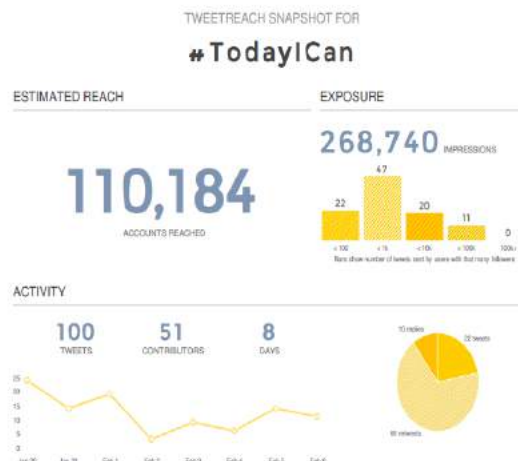 TWEETREACH SNAPSHOT FOR
#TodayICan
ESTIMATED REACH
110,184
ACCOUNTS REACHED
EXPOSURE
268,740 IMPRESSIONS
47
22
20
11
0
< 100 < 1k < 10k < 100k 100k+
Bars show number of tweets sent by users with that many followers
ACTIVITY
100
TWEETS
51
CONTRIBUTORS
8
DAYS
10 replies
22 tweets
retweets
25
20
15
10
5
0
Feb 1